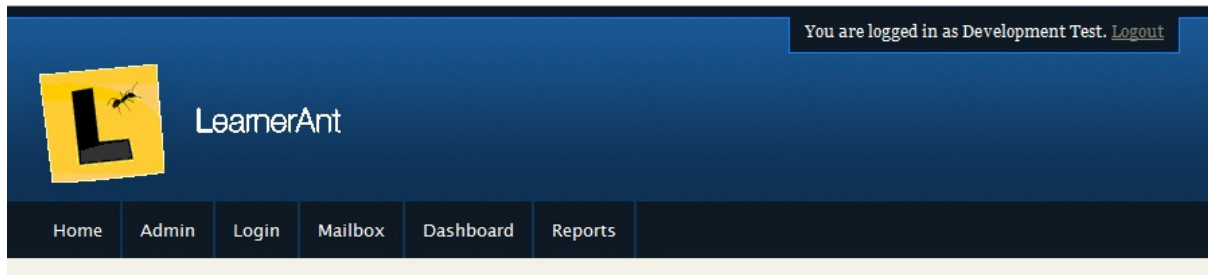 You are logged in as Development Test. Logout
L
LearnerAnt
Home Admin Login Mailbox Dashboard Reports